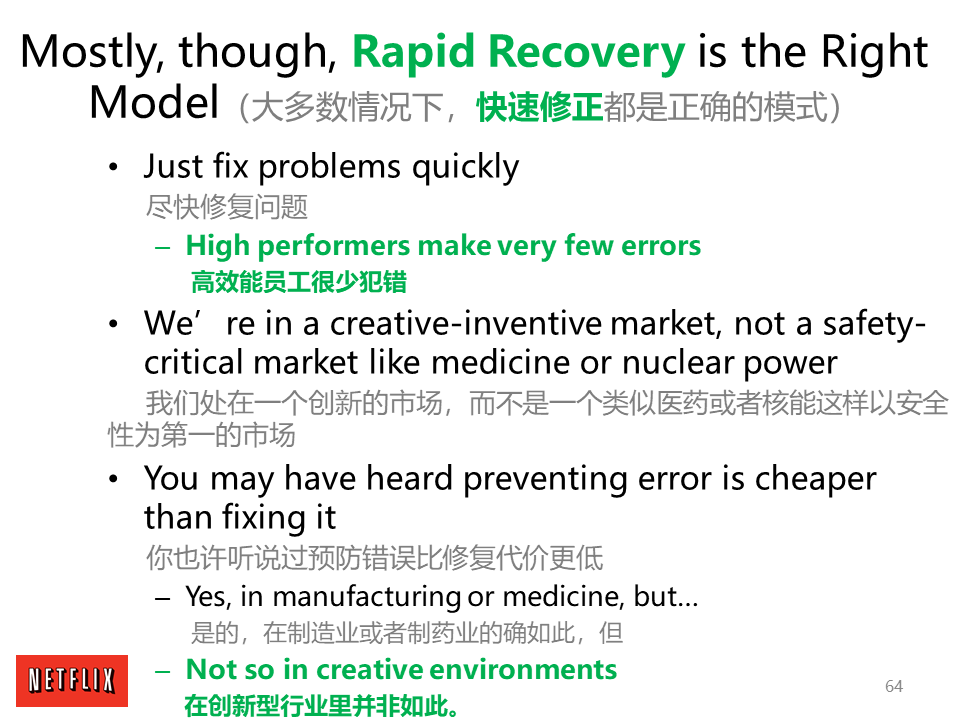 Mostly, though, Rapid Recovery is the Right
Model（大多数情况下，快速修正都是正确的模式）
• Just fix problems quickly
尽快修复问题
– High performers make very few errors
高效能员工很少犯错
• We’re in a creative-inventive market, not a safety-
critical market like medicine or nuclear power
我们处在一个创新的市场，而不是一个类似医药或者核能这样以安全
性为第一的市场
• You may have heard preventing error is cheaper
than fixing it
你也许听说过预防错误比修复代价更低
– Yes, in manufacturing or medicine, but…
是的，在制造业或者制药业的确如此，但
– Not so in creative environments
在创新型行业里并非如此。
NETFLIX
64